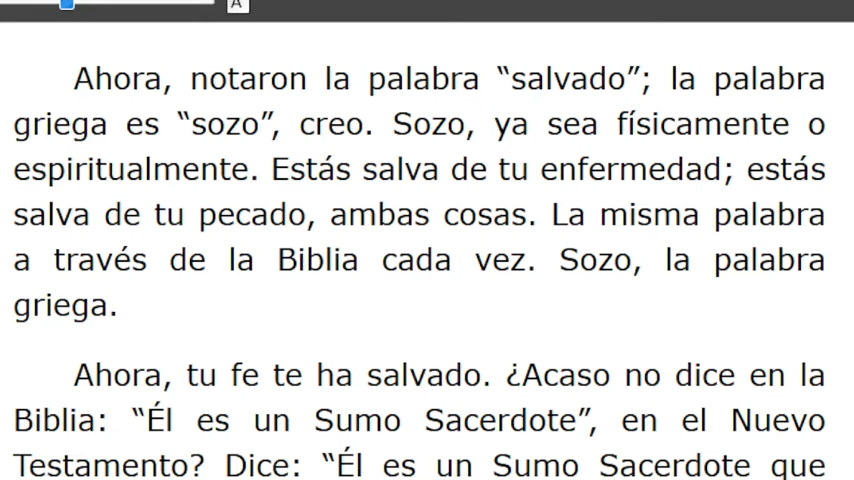 A
Ahora, notaron la palabra “salvado”; la palabra
griega es “sozo”, creo. Sozo, ya sea físicamente o
espiritualmente. Estás salva de tu enfermedad; estás
salva de tu pecado, ambas cosas. La misma palabra
a través de la Biblia cada vez. Sozo, la palabra
griega.
Ahora, tu fe te ha salvado. ¿Acaso no dice en la
Biblia: “Él es un Sumo Sacerdote”, en el Nuevo
Testamento? Dice: “Él es un Sumo Sacerdote que